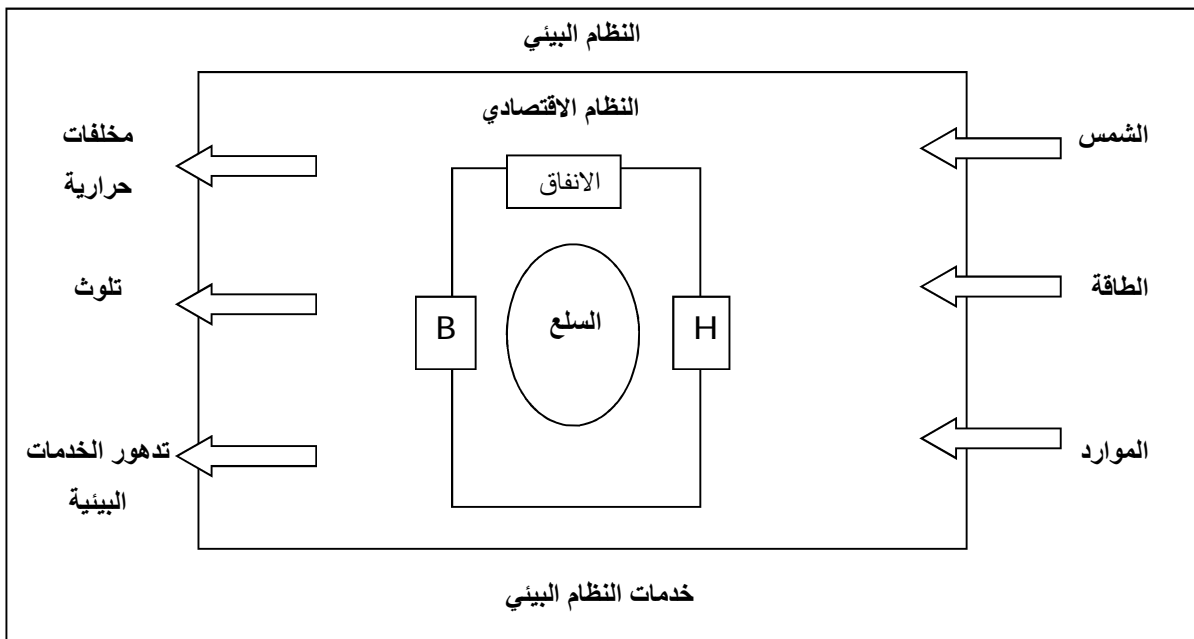 النظام البيئي
النظام الاقتصادي
الشمس
مخلفات
حرارية
الانفاق
الطاقة
تلوث
السلع
H
B
الموارد
تدهور الخدمات
البيئية
خدمات النظام البيئي